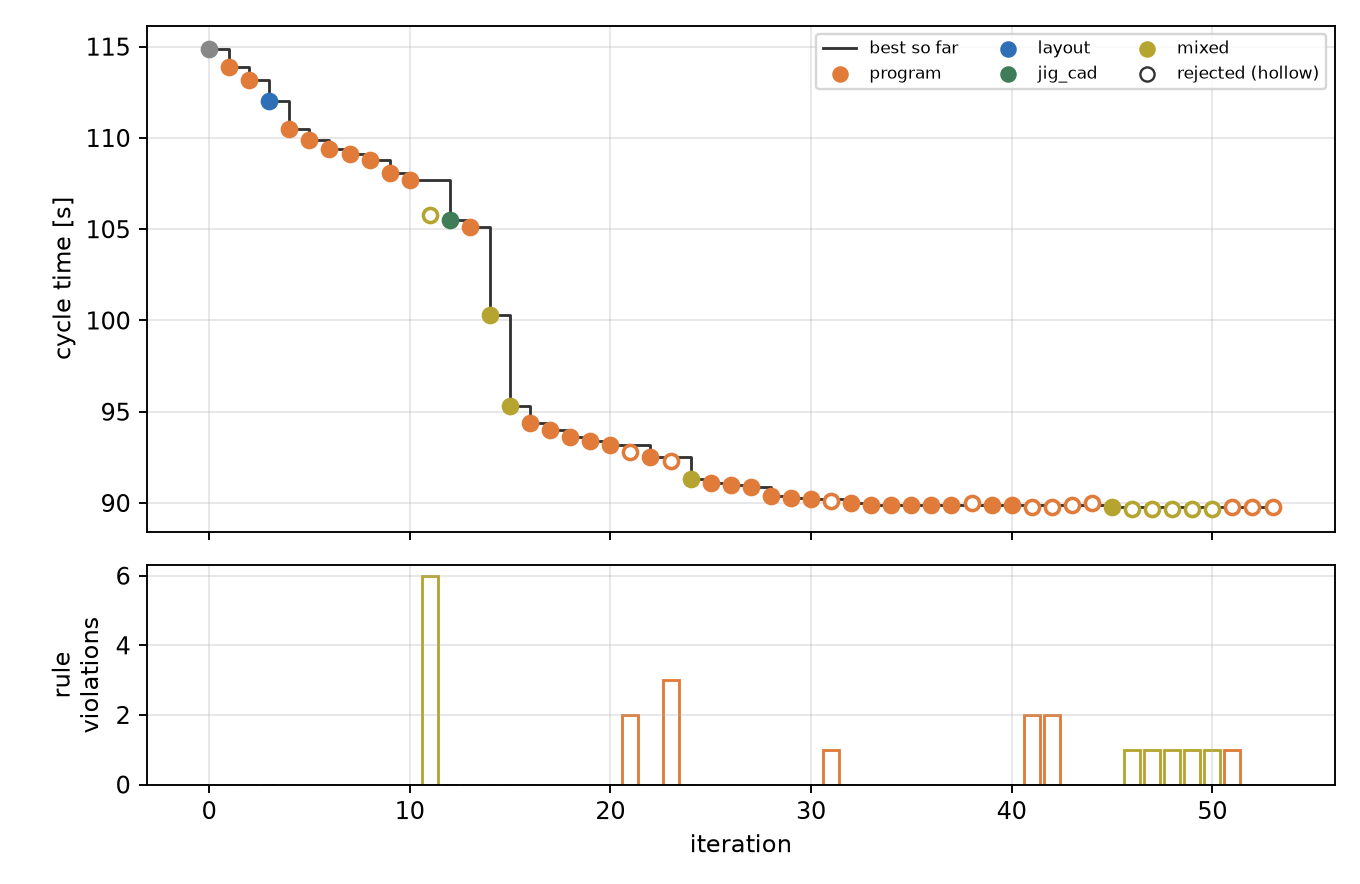 115
110
105
100
95
90
cycle time [s]
best so far
program
layout
jig_cad
mixed
rejected (hollow)
6
4
2
0
rule
violations
0
10
20
30
40
50
iteration